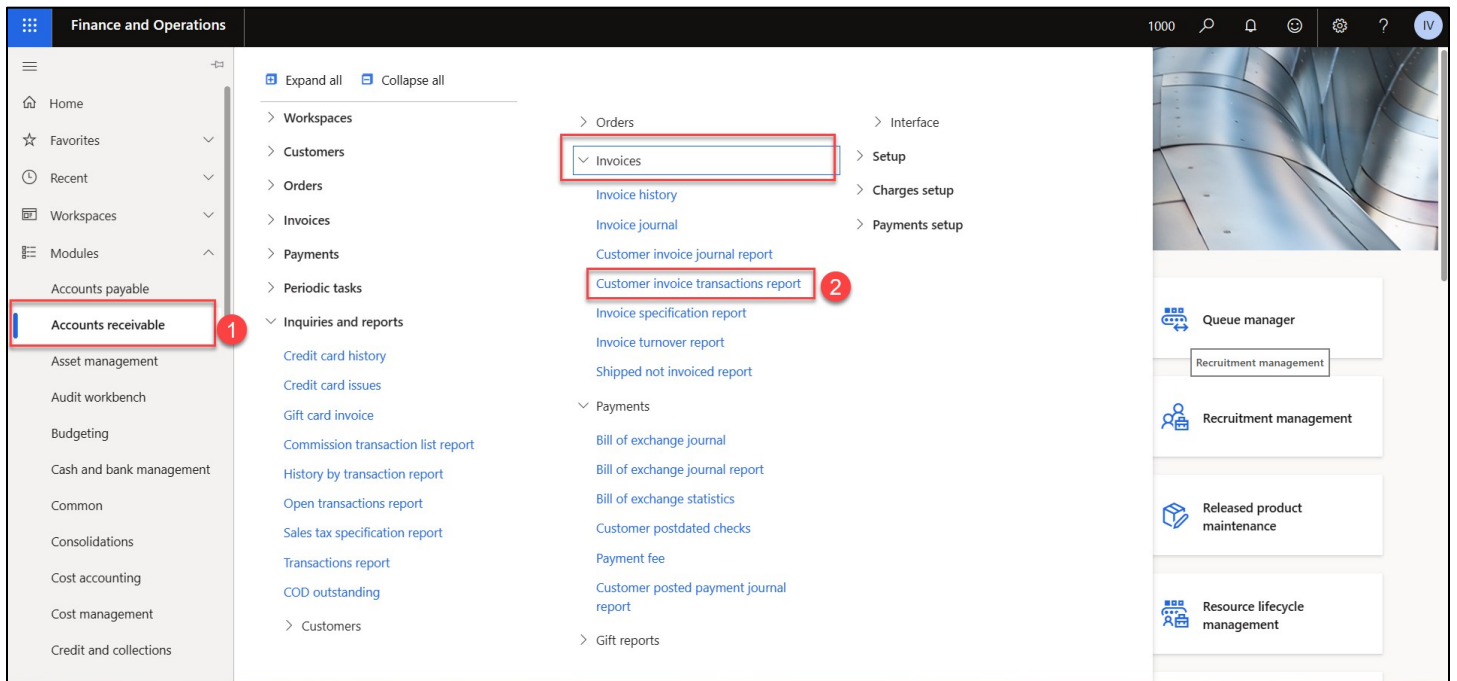 Finance and Operations
1000
IV
Home
Favorites
Recent
Workspaces
Modules
Accounts payable
Accounts receivable
1
Asset management
Audit workbench
Budgeting
Cash and bank management
Common
Consolidations
Cost accounting
Cost management
Credit and collections
Expand all
Collapse all
Workspaces
Customers
Orders
Invoices
Payments
Periodic tasks
Inquiries and reports
Credit card history
Credit card issues
Gift card invoice
Commission transaction list report
History by transaction report
Open transactions report
Sales tax specification report
Transactions report
COD outstanding
Customers
Orders
Invoices
Invoice history
Invoice journal
Customer invoice journal report
Customer invoice transactions report
2
Invoice specification report
Invoice turnover report
Shipped not invoiced report
Payments
Bill of exchange journal
Bill of exchange journal report
Bill of exchange statistics
Customer postdated checks
Payment fee
Customer posted payment journal
report
Gift reports
Interface
Setup
Charges setup
Payments setup
Queue manager
Recruitment management
Recruitment management
Released product
maintenance
Resource lifecycle
management